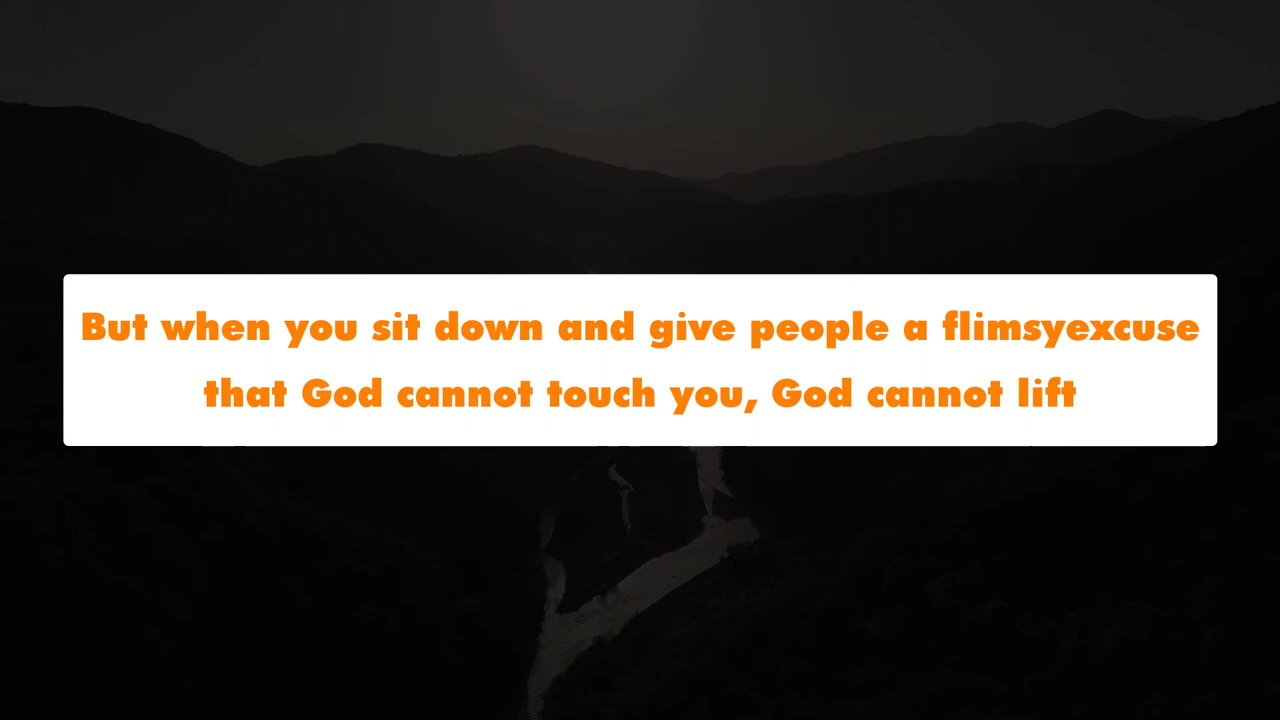 But when you sit down and give people a flimsyexcuse
that God cannot touch you, God cannot lift